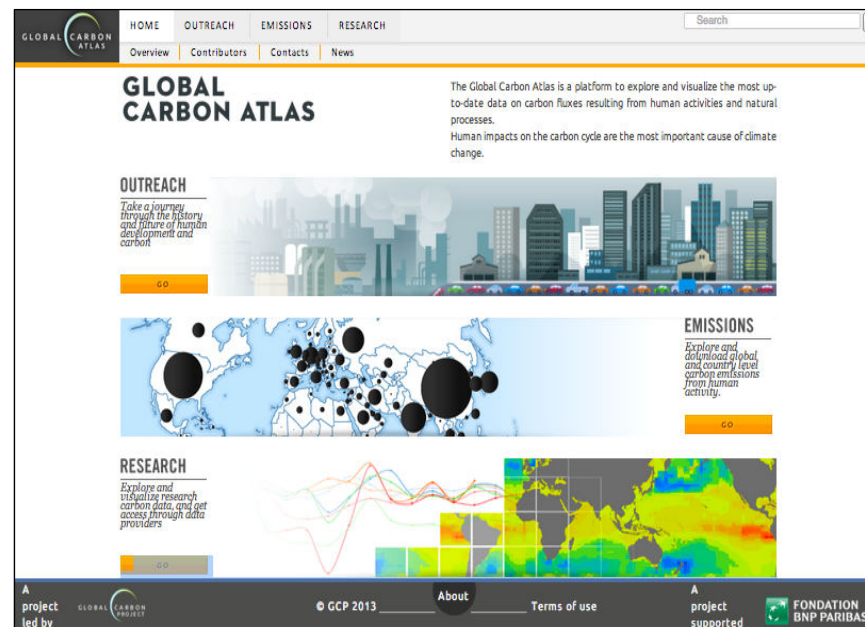 GLOBAL CARBON
ATLAS
HOME OUTREACH EMISSIONS RESEARCH
Search
Overview Contributors Contacts News
GLOBAL
CARBON ATLAS
The Global Carbon Atlas is a platform to explore and visualize the most up-
to-date data on carbon fluxes resulting from human activities and natural
processes.
Human impacts on the carbon cycle are the most important cause of climate
change.
OUTREACH
Take a journey
through the history
and future of human
development and
carbon
GO
EMISSIONS
Explore and
download global
and country level
carbon emissions
from human
activity.
GO
RESEARCH
Explore and
visualize research
carbon data, and get
access through data
providers
GO
A
project
led by
GLOBAL CARBON
PROJECT
© GCP 2013
About
Terms of use
A
project
supported
FONDATION
BNP PARIBAS